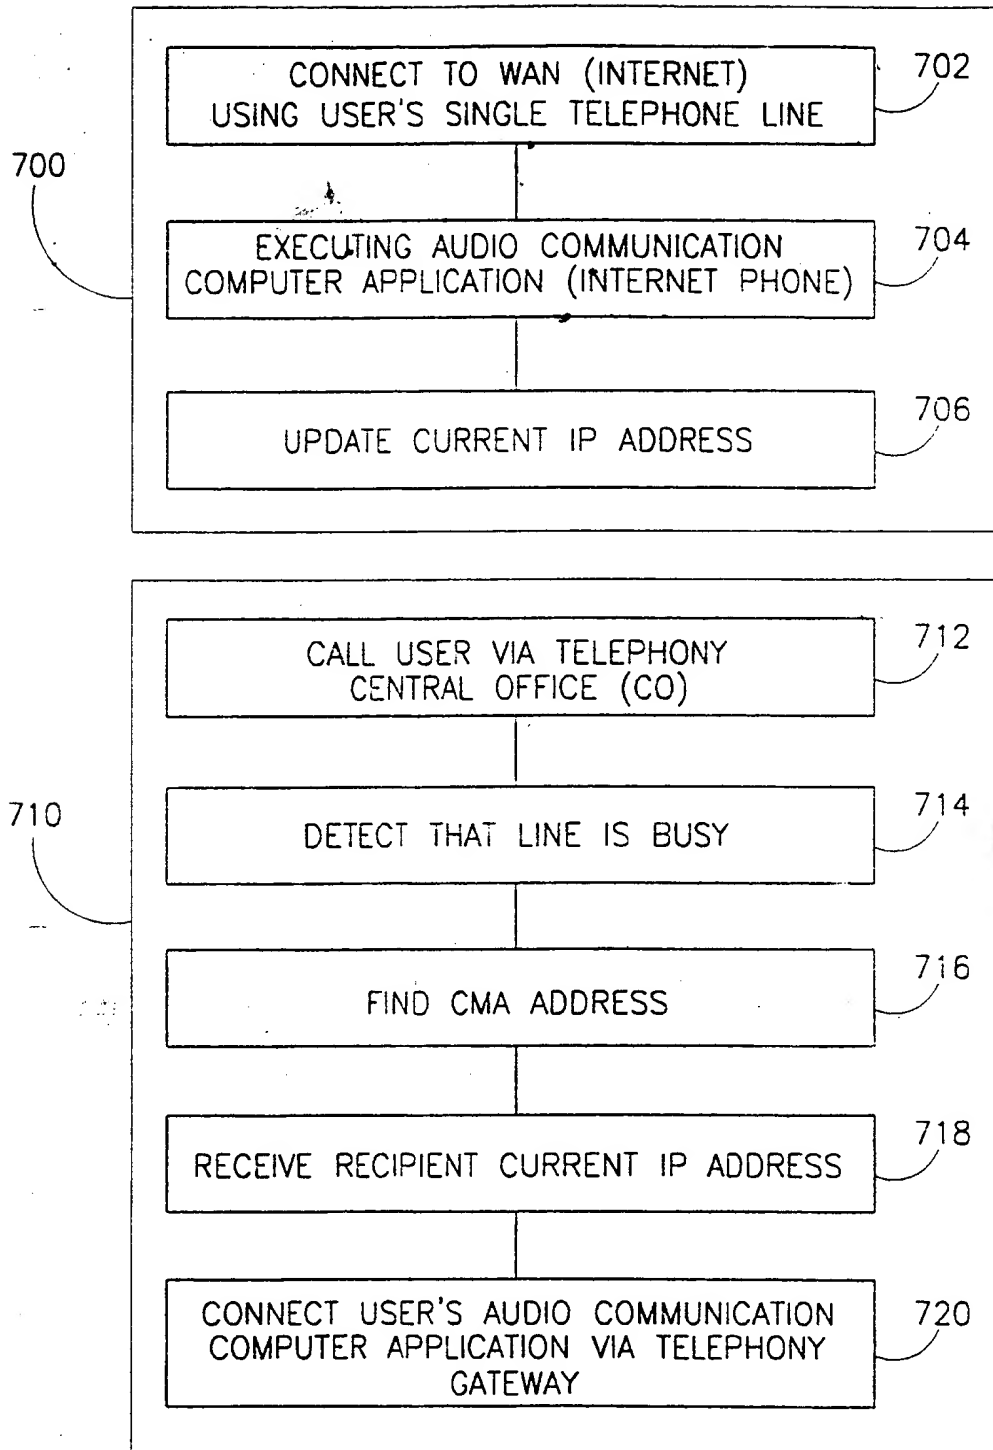 CONNECT TO WAN (INTERNET)
USING USER'S SINGLE TELEPHONE LINE
702
700
EXECUTING AUDIO COMMUNICATION
COMPUTER APPLICATION (INTERNET PHONE)
704
UPDATE CURRENT IP ADDRESS
706
CALL USER VIA TELEPHONY
CENTRAL OFFICE (CO)
712
710
DETECT THAT LINE IS BUSY
714
FIND CMA ADDRESS
716
RECEIVE RECIPIENT CURRENT IP ADDRESS
718
CONNECT USER'S AUDIO COMMUNICATION
COMPUTER APPLICATION VIA TELEPHONY
GATEWAY
720